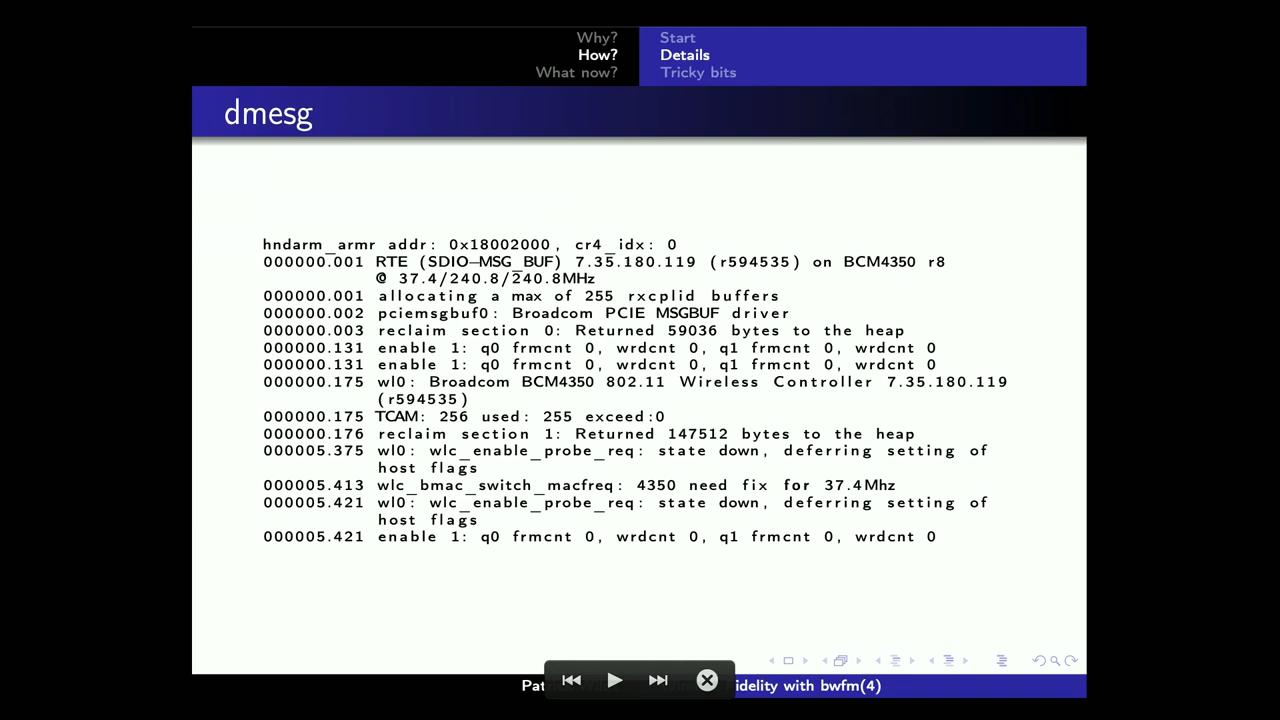 Why?
How?
What now?
Start
Details
Tricky bits
dmesg
hndarm_armr addr: 0x18002000, cr4_idx: 0
000000.001 RTE (SDIO–MSG_BUF) 7.35.180.119 (r594535) on BCM4350 r8
@ 37.4/240.8/240.8MHz
000000.001 allocating a max of 255 rxcplid buffers
000000.002 pciemsgbuf0: Broadcom PCIE MSGBUF driver
000000.003 reclaim section 0: Returned 59036 bytes to the heap
000000.131 enable 1: q0 frmcnt 0, wrdcnt 0, q1 frmcnt 0, wrdcnt 0
000000.131 enable 1: q0 frmcnt 0, wrdcnt 0, q1 frmcnt 0, wrdcnt 0
000000.175 wl0: Broadcom BCM4350 802.11 Wireless Controller 7.35.180.119
(r594535)
000000.175 TCAM: 256 used: 255 exceed:0
000000.176 reclaim section 1: Returned 147512 bytes to the heap
000005.375 wl0: wlc_enable_probe_req: state down, deferring setting of
host flags
000005.413 wlc_bmac_switch_macfreq: 4350 need fix for 37.4Mhz
000005.421 wl0: wlc_enable_probe_req: state down, deferring setting of
host flags
000005.421 enable 1: q0 frmcnt 0, wrdcnt 0, q1 frmcnt 0, wrdcnt 0
with bwfm(4)